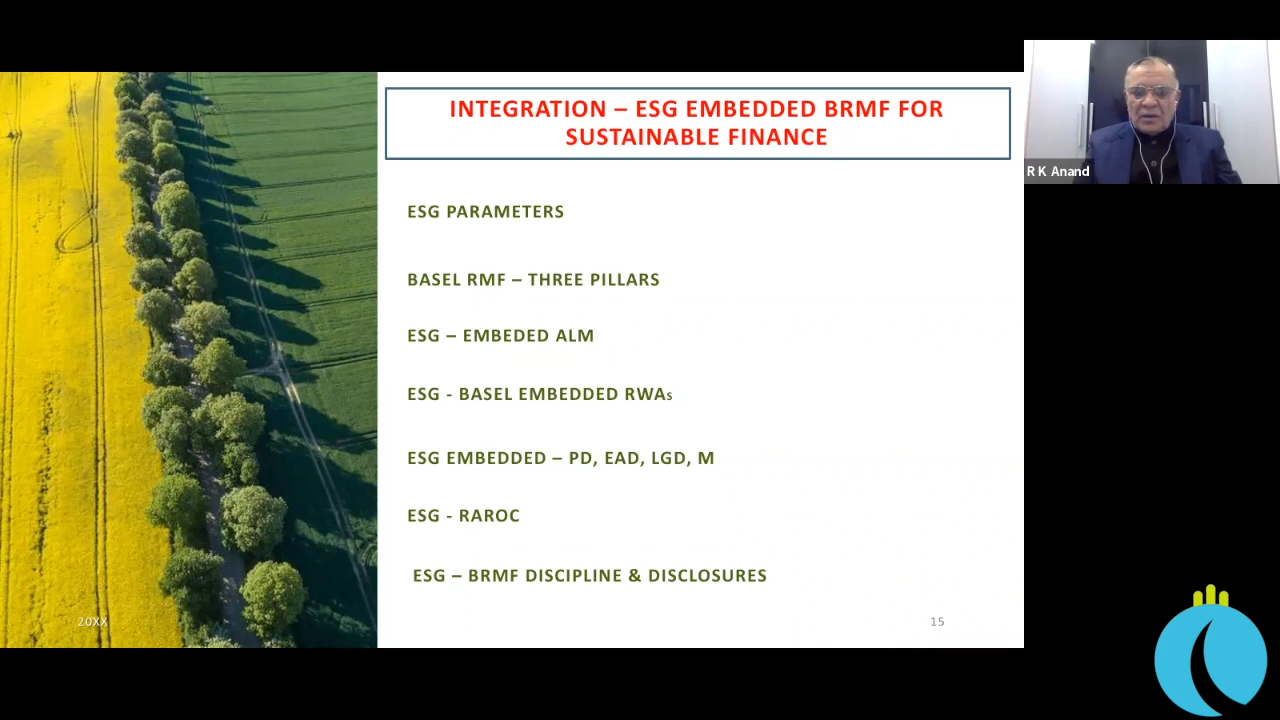 INTEGRATION – ESG EMBEDDED BRMF FOR
SUSTAINABLE FINANCE
R K Anand
ESG PARAMETERS
BASEL RMF – THREE PILLARS
ESG – EMBEDED ALM
ESG - BASEL EMBEDDED RWAs
ESG EMBEDDED – PD, EAD, LGD, M
ESG - RAROC
ESG – BRMF DISCIPLINE & DISCLOSURES
20XX
15